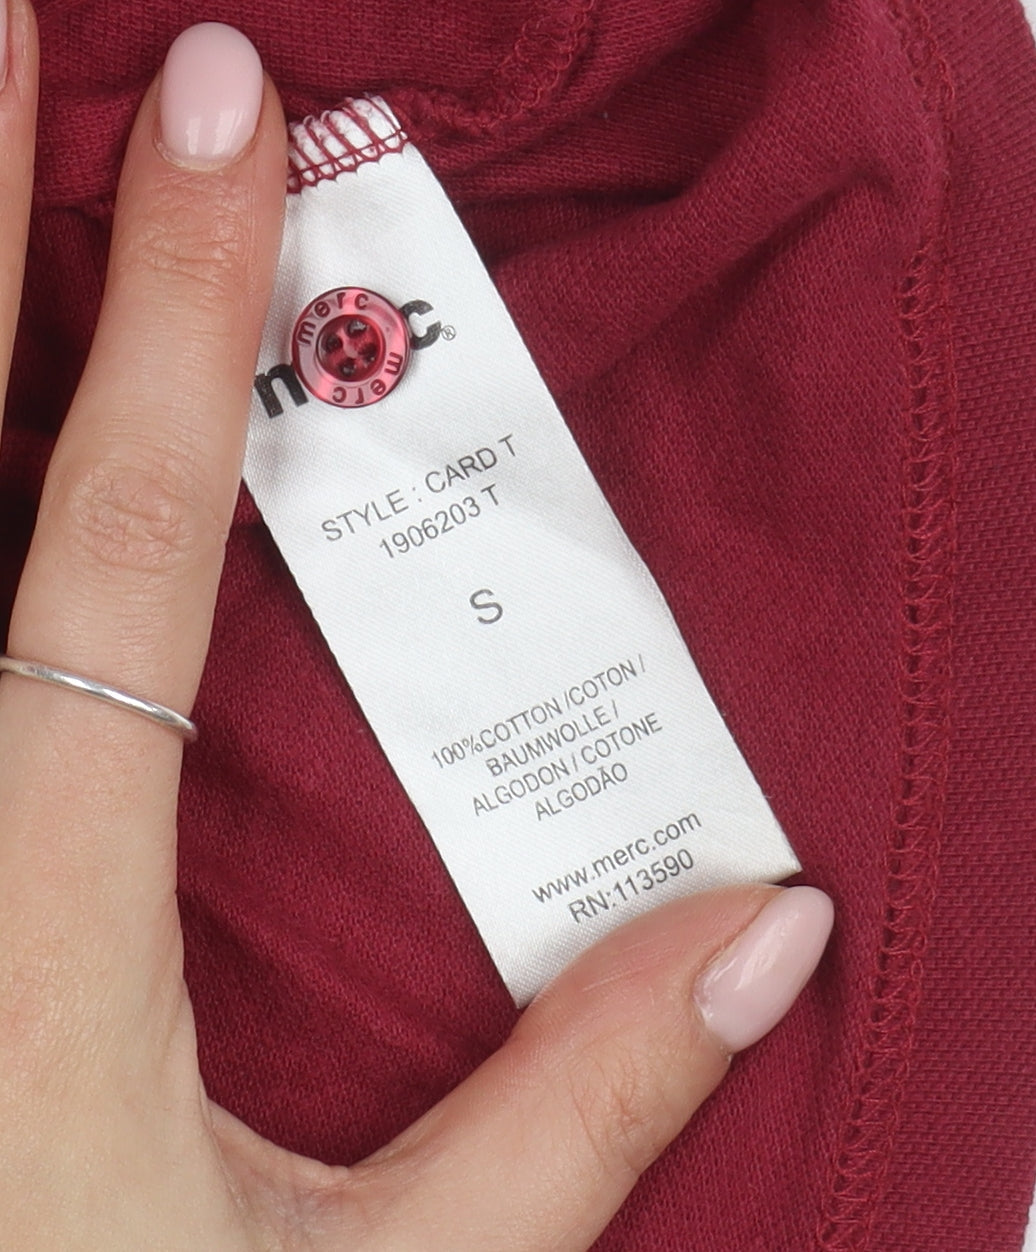 merc®
merc merc
STYLE : CARD T
1906203 T
S
100%COTTON /COTON /
BAUMWOLLE /
ALGODON / COTONE
ALGODÃO
www.merc.com
RN:113590